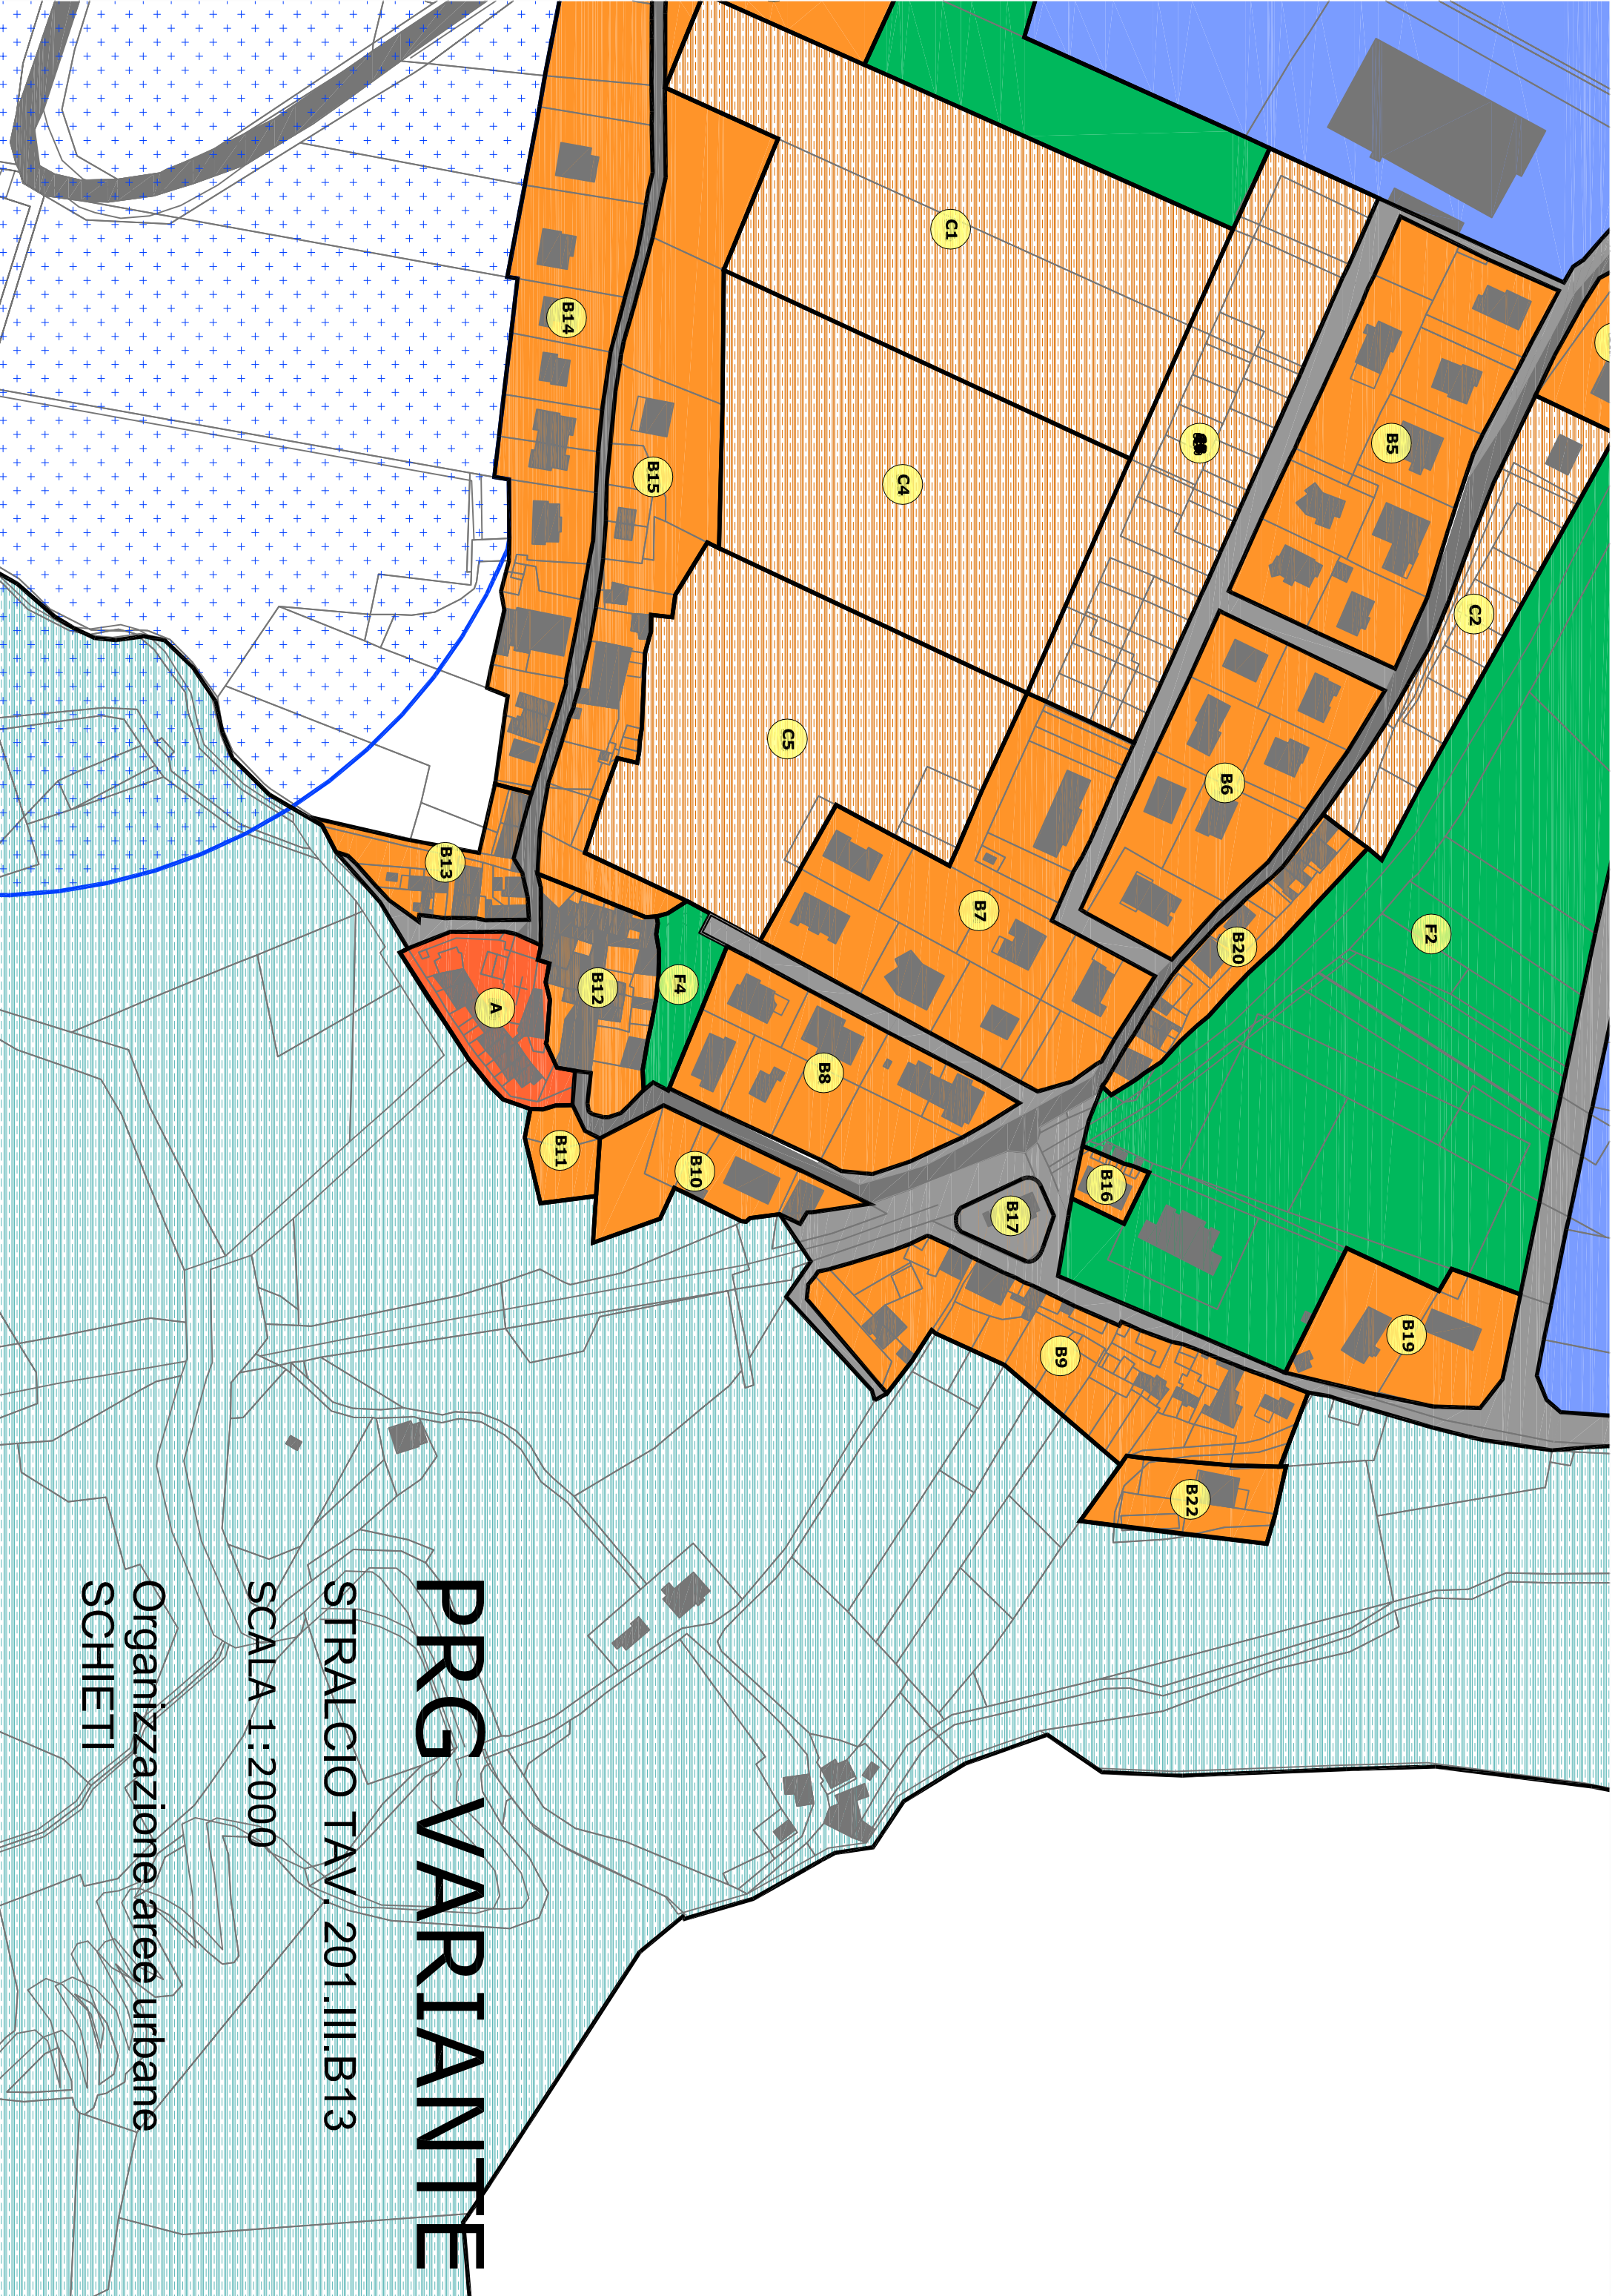 PRG VARIANTE
STRALCIO TAV. 201.III.B13
SCALA 1:2000
Organizzazione aree urbane
SCHIETI
C1
B14
B5
B15
C4
C2
C5
B6
B13
B7
F2
B20
F4
B12
A
B8
B11
B10
B16
B17
B19
B9
B22